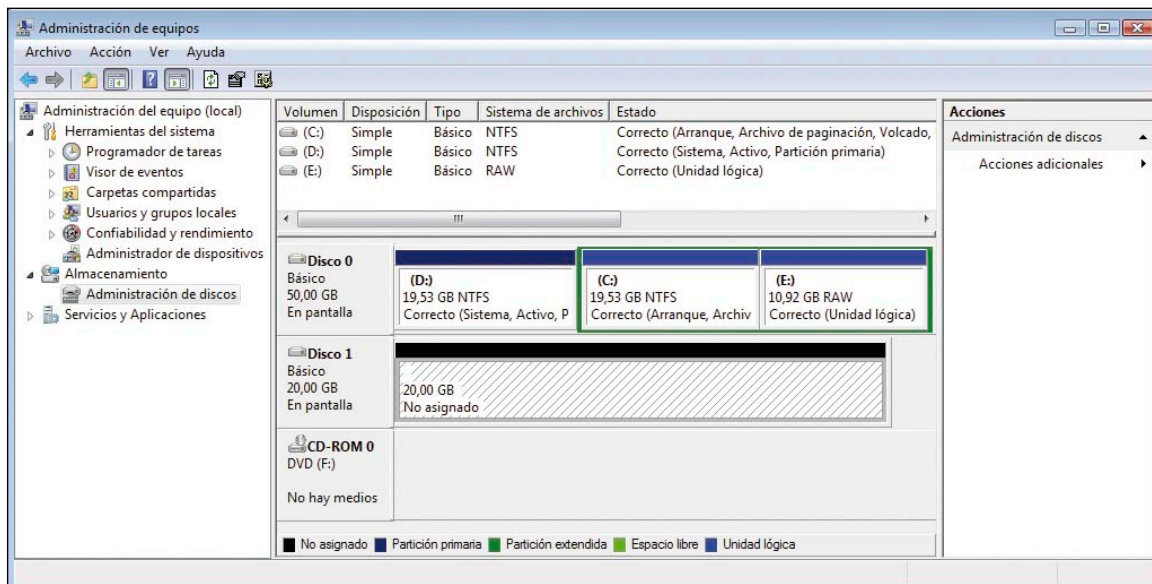 Administración de equipos
Archivo Acción Ver Ayuda
Administración del equipo (local)
Herramientas del sistema
Programador de tareas
Visor de eventos
Carpetas compartidas
Usuarios y grupos locales
Confiabilidad y rendimiento
Administrador de dispositivos
Almacenamiento
Administración de discos
Servicios y Aplicaciones
Volumen Disposición Tipo Sistema de archivos Estado
(C:) Simple Básico NTFS Correcto (Arranque, Archivo de paginación, Volcado,
(D:) Simple Básico NTFS Correcto (Sistema, Activo, Partición primaria)
(E:) Simple Básico RAW Correcto (Unidad lógica)
Disco 0
Básico
50,00 GB
En pantalla
(D:)
19,53 GB NTFS
Correcto (Sistema, Activo, P
(C:)
19,53 GB NTFS
Correcto (Arranque, Archiv
(E:)
10,92 GB RAW
Correcto (Unidad lógica)
Disco 1
Básico
20,00 GB
En pantalla
20,00 GB
No asignado
CD-ROM 0
DVD (F:)
No hay medios
No asignado Partición primaria Partición extendida Espacio libre Unidad lógica
Acciones
Administración de discos
Acciones adicionales